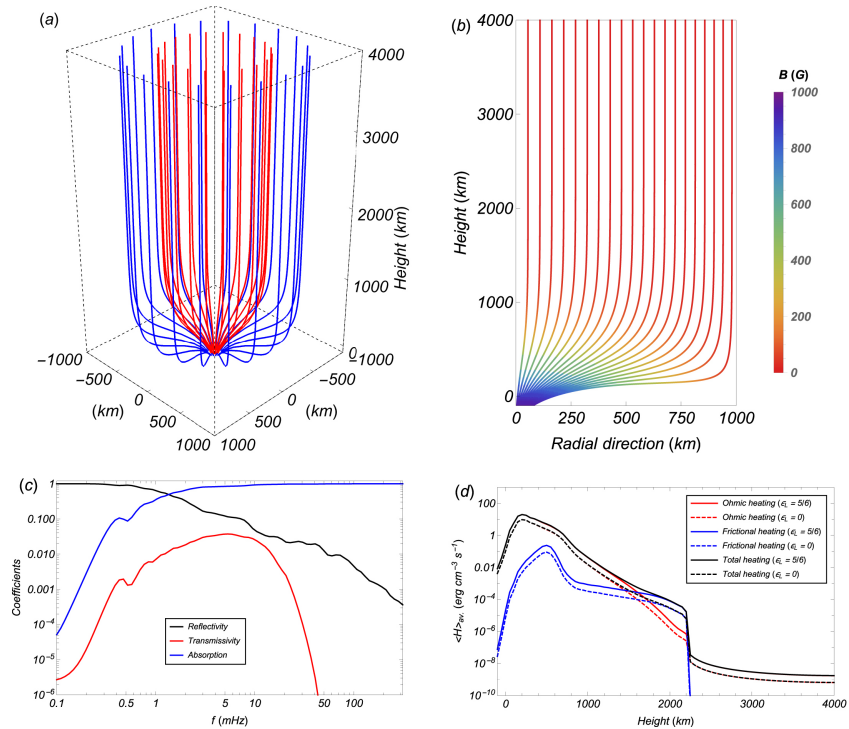 (a)
4000
3000
2000
1000
0
Height (km)
−1000
−500
0
500
1000
(km)
1000
500
0
−500
−1000
(km)
(b)
4000
3000
2000
1000
0
Height (km)
0 250 500 750 1000
Radial direction (km)
B (G)
1000
800
600
400
200
0
(c)
1
0.100
0.010
0.001
10⁻⁴
10⁻⁵
10⁻⁶
Coefficients
Reflectivity
Transmissivity
Absorption
0.1 0.5 1 5 10 50 100
f (mHz)
(d)
100
1
10⁻²
10⁻⁴
10⁻⁶
10⁻⁸
10⁻¹⁰
<H>av. (erg cm⁻³ s⁻¹)
Ohmic heating (εL = 5/6)
Ohmic heating (εL = 0)
Frictional heating (εL = 5/6)
Frictional heating (εL = 0)
Total heating (εL = 5/6)
Total heating (εL = 0)
0 1000 2000 3000 4000
Height (km)